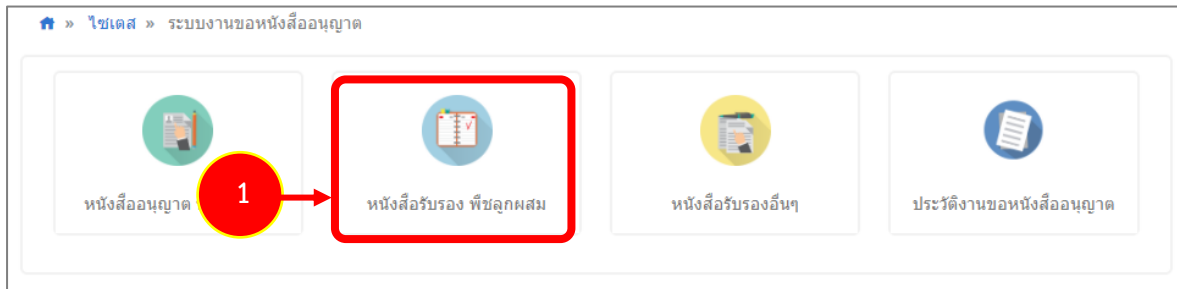 » ไซเตส » ระบบงานขอหนังสืออนุญาต
หนังสืออนุญาต
1
หนังสือรับรอง พืชลูกผสม
หนังสือรับรองอื่นๆ
ประวัติงานขอหนังสืออนุญาต